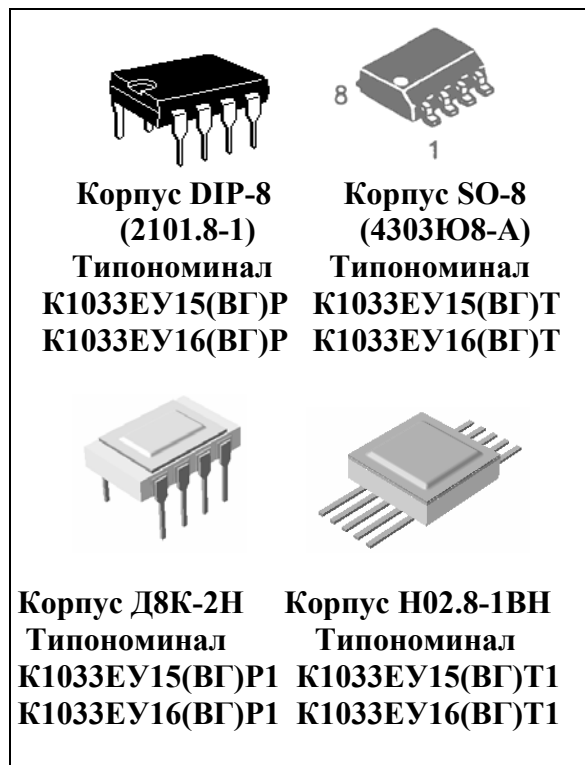 8
1
Корпус DIP-8 Корпус SO-8
(2101.8-1) (4303Ю8-А)
Типономинал Типономинал
К1033ЕУ15(ВГ)Р К1033ЕУ15(ВГ)Т
К1033ЕУ16(ВГ)Р К1033ЕУ16(ВГ)Т
Корпус Д8К-2Н Корпус Н02.8-1ВН
Типономинал Типономинал
К1033ЕУ15(ВГ)Р1 К1033ЕУ15(ВГ)Т1
К1033ЕУ16(ВГ)Р1 К1033ЕУ16(ВГ)Т1